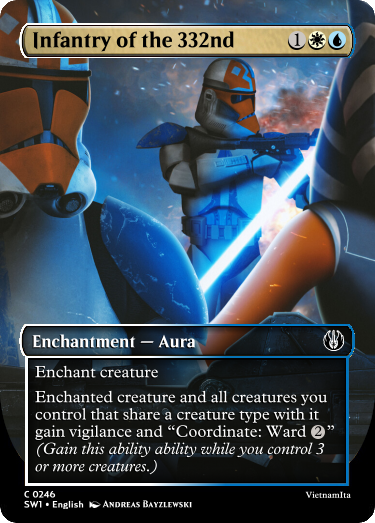 Infantry of the 332nd 1
Enchantment — Aura
Enchant creature
Enchanted creature and all creatures you
control that share a creature type with it
gain vigilance and “Coordinate: Ward 2”
(Gain this ability ability while you control 3
or more creatures.)
C 0246
SW1 • English ANDREAS BAYZLEWSKI
VietnamIta